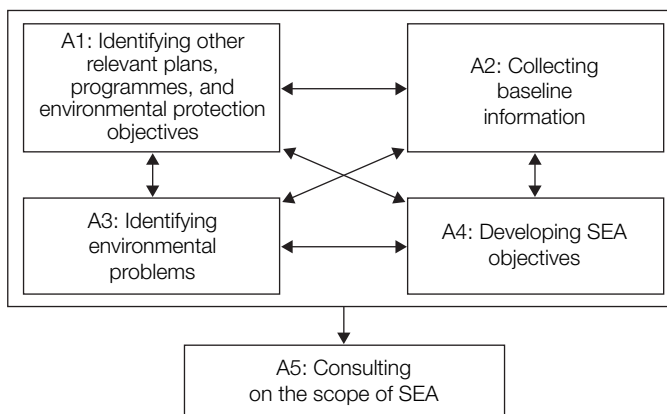 A1: Identifying other
relevant plans,
programmes, and
environmental protection
objectives
A2: Collecting
baseline
information
A3: Identifying
environmental
problems
A4: Developing SEA
objectives
A5: Consulting
on the scope of SEA